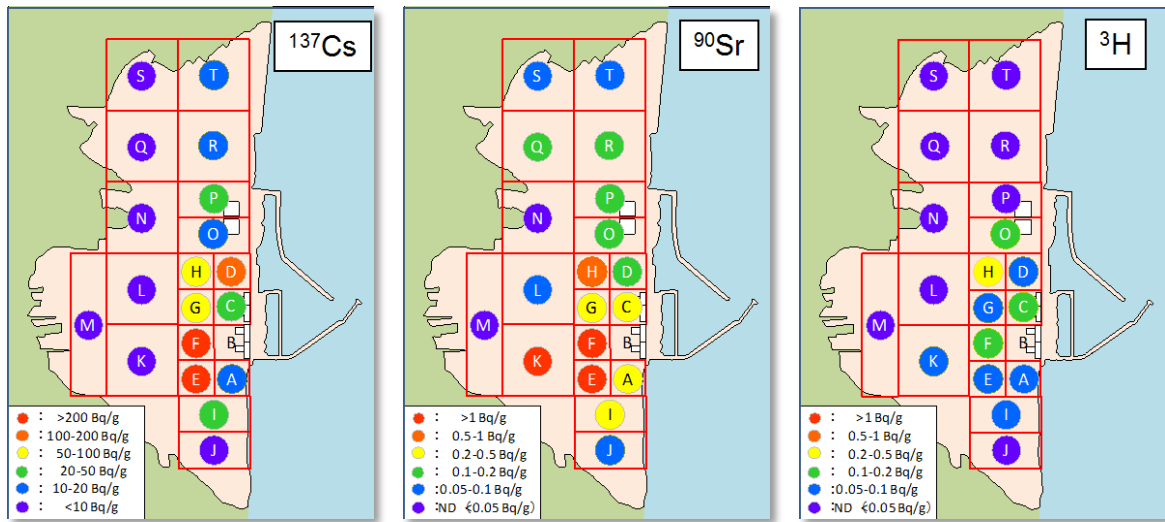 ¹³⁷Cs
S T
Q R
P
N
O
H D
L
G C
M
F B
K
E A
I
J
: >200 Bq/g
: 100-200 Bq/g
: 50-100 Bq/g
: 20-50 Bq/g
: 10-20 Bq/g
: <10 Bq/g
⁹⁰Sr
S T
Q R
P
N
O
H D
L
G C
M
F B
K
E A
I
J
: >1 Bq/g
: 0.5-1 Bq/g
: 0.2-0.5 Bq/g
: 0.1-0.2 Bq/g
: 0.05-0.1 Bq/g
: ND (<0.05 Bq/g)
³H
S T
Q R
P
N
O
H D
L
G C
M
F B
K
E A
I
J
: >1 Bq/g
: 0.5-1 Bq/g
: 0.2-0.5 Bq/g
: 0.1-0.2 Bq/g
: 0.05-0.1 Bq/g
: ND (<0.05 Bq/g)